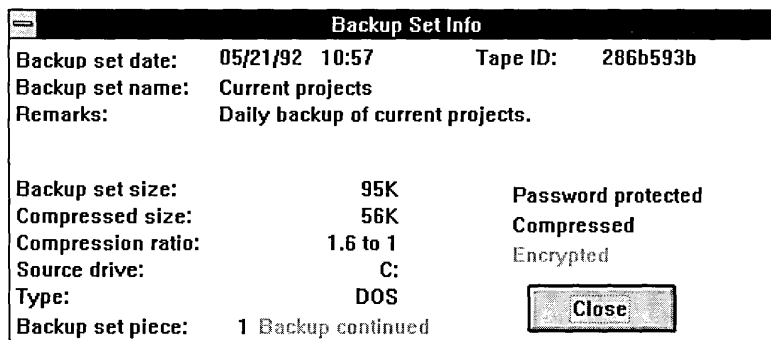 Backup Set Info
Backup set date: 05/21/92 10:57 Tape ID: 286b593b
Backup set name: Current projects
Remarks: Daily backup of current projects.
Backup set size: 95K
Compressed size: 56K
Compression ratio: 1.6 to 1
Source drive: C:
Type: DOS
Backup set piece: 1 Backup continued
Password protected
Compressed
Encrypted
Close